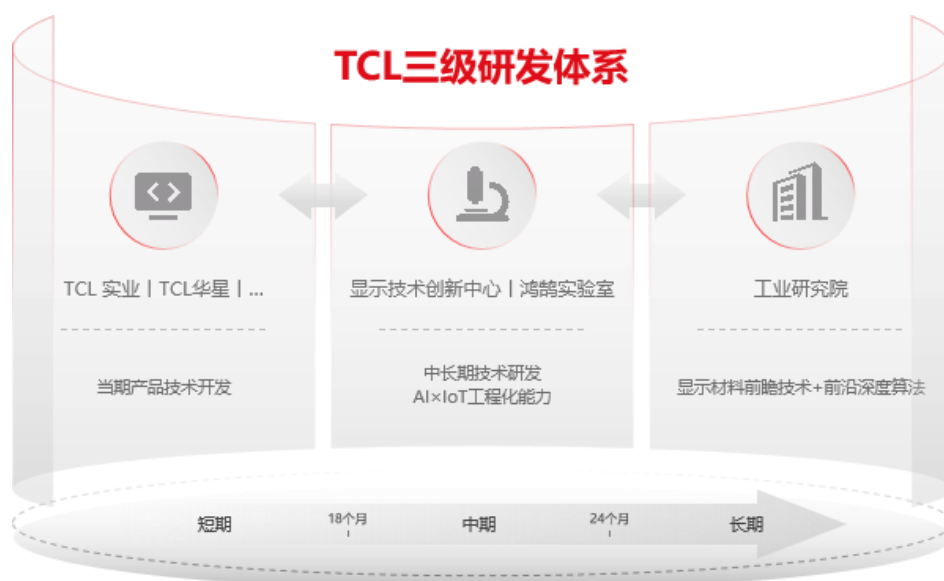 TCL三级研发体系
TCL 实业丨TCL华星丨...
当期产品技术开发
显示技术创新中心丨鸿鹄实验室
中长期技术研发
AI×IoT工程化能力
工业研究院
显示材料前瞻技术+前沿深度算法
短期
18个月
中期
24个月
长期